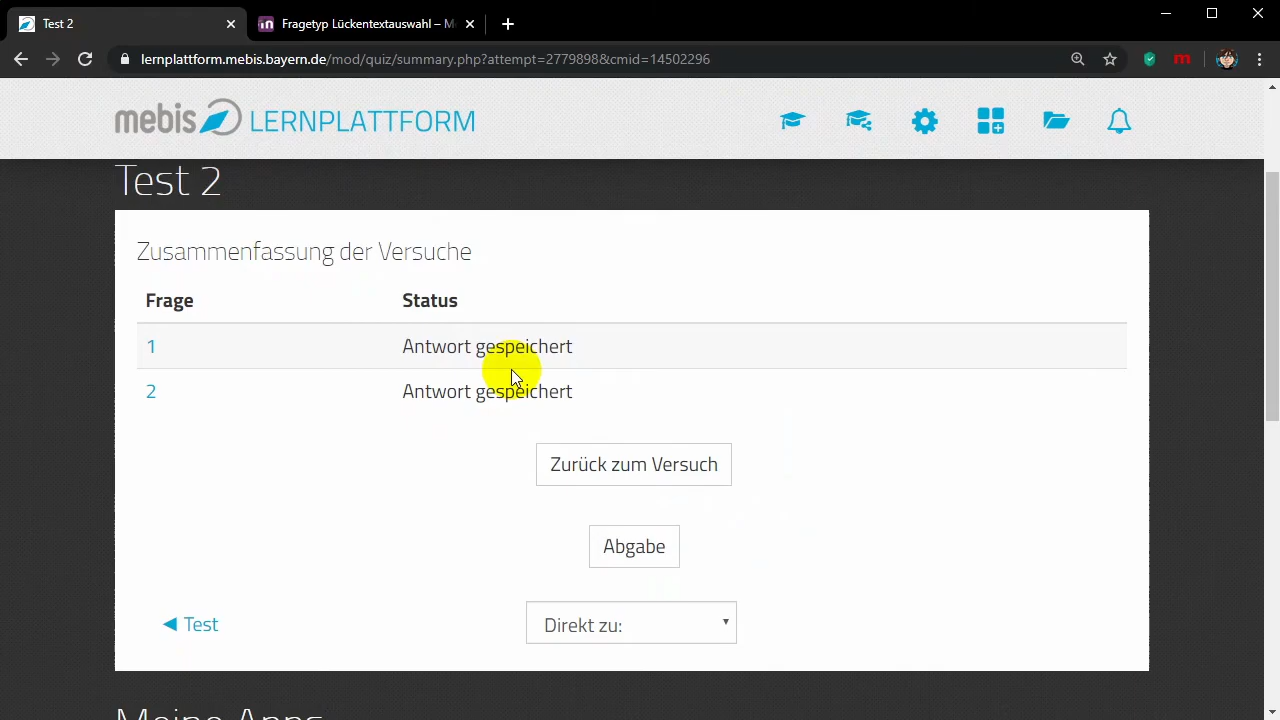 Test 2
Fragetyp Lückentextauswahl – M
lernplattform.mebis.bayern.de/mod/quiz/summary.php?attempt=2779898&cmid=14502296
m
mebis LERNPLATTFORM
Test 2
Zusammenfassung der Versuche
Frage Status
1 Antwort gespeichert
2 Antwort gespeichert
Zurück zum Versuch
Abgabe
◄ Test
Direkt zu:
Meine Apps